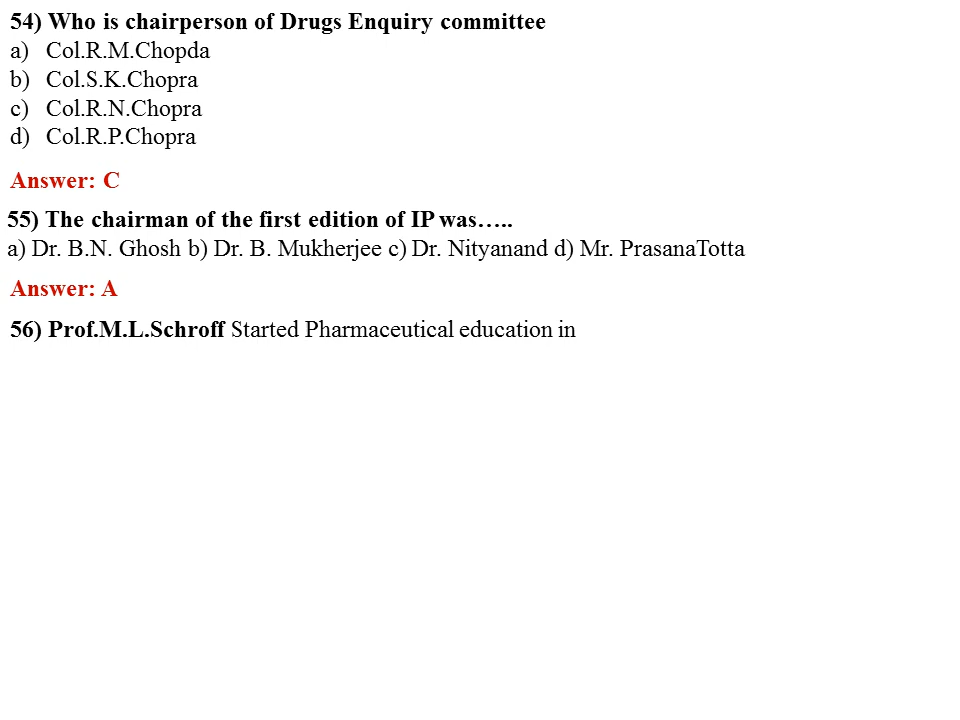 54) Who is chairperson of Drugs Enquiry committee
a) Col.R.M.Chopda
b) Col.S.K.Chopra
c) Col.R.N.Chopra
d) Col.R.P.Chopra
Answer: C
55) The chairman of the first edition of IP was…..
a) Dr. B.N. Ghosh b) Dr. B. Mukherjee c) Dr. Nityanand d) Mr. PrasanaTotta
Answer: A
56) Prof.M.L.Schroff Started Pharmaceutical education in